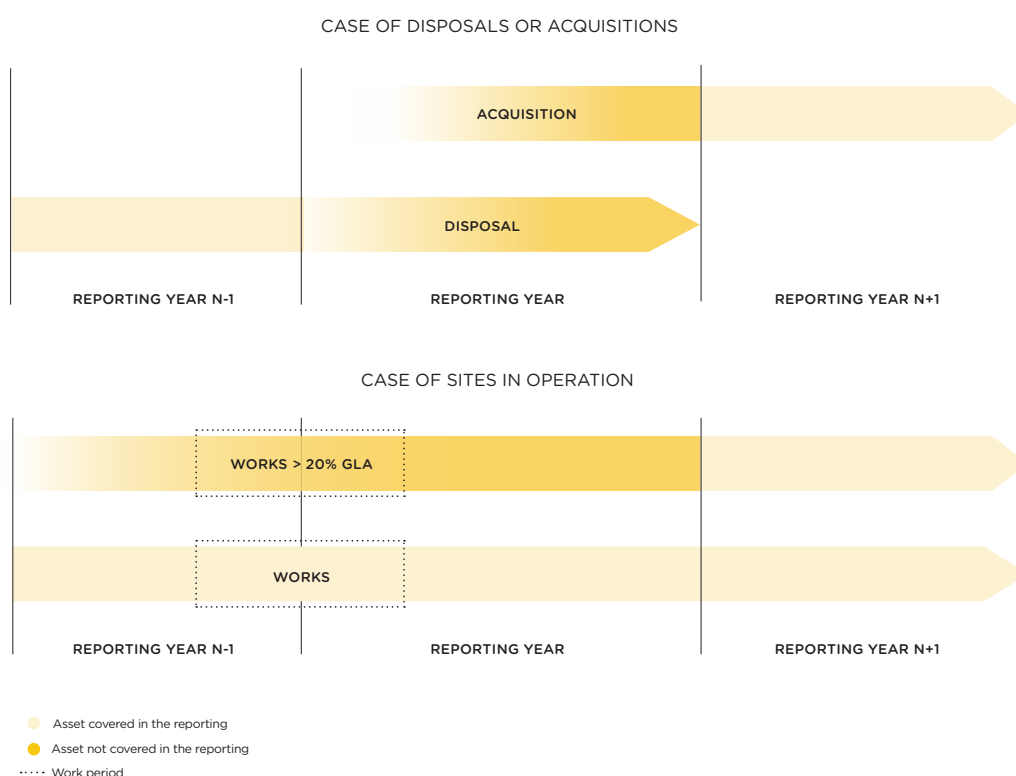 CASE OF DISPOSALS OR ACQUISITIONS
ACQUISITION
DISPOSAL
REPORTING YEAR N-1 REPORTING YEAR REPORTING YEAR N+1
CASE OF SITES IN OPERATION
WORKS > 20% GLA
WORKS
REPORTING YEAR N-1 REPORTING YEAR REPORTING YEAR N+1
Asset covered in the reporting
Asset not covered in the reporting
Work period